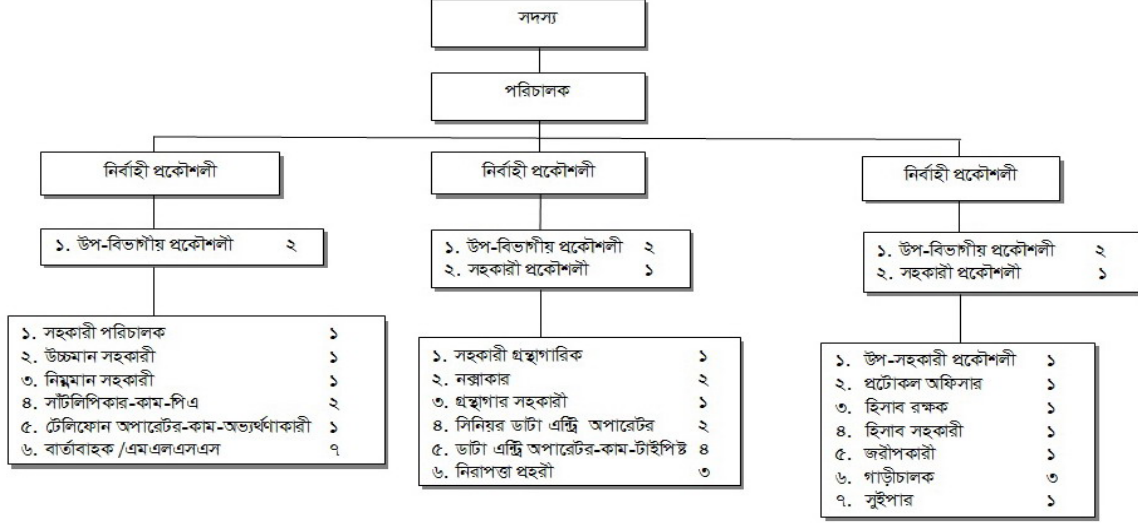 সদস্য
পরিচালক
নির্বাহী প্রকৌশলী
১. উপ-বিভাগীয় প্রকৌশলী ২
১. সহকারী পরিচালক ১
২. উচ্চমান সহকারী ১
৩. নিম্নমান সহকারী ১
৪. সাঁটলিপিকার-কাম-পিএ ২
৫. টেলিফোন অপারেটর-কাম-অভ্যর্থণাকারী ১
৬. বার্তাবাহক /এমএলএসএস ৭
নির্বাহী প্রকৌশলী
১. উপ-বিভাগীয় প্রকৌশলী ২
২. সহকারী প্রকৌশলী ১
১. সহকারী গ্রন্থাগারিক ১
২. নক্সাকার ২
৩. গ্রন্থাগার সহকারী ১
৪. সিনিয়র ডাটা এন্ট্রি অপারেটর ২
৫. ডাটা এন্ট্রি অপারেটর-কাম-টাইপিষ্ট ৪
৬. নিরাপত্তা প্রহরী ৩
নির্বাহী প্রকৌশলী
১. উপ-বিভাগীয় প্রকৌশলী ২
২. সহকারী প্রকৌশলী ১
১. উপ-সহকারী প্রকৌশলী ১
২. প্রটোকল অফিসার ১
৩. হিসাব রক্ষক ১
৪. হিসাব সহকারী ১
৫. জরীপকারী ১
৬. গাড়ীচালক ৩
৭. সুইপার ১